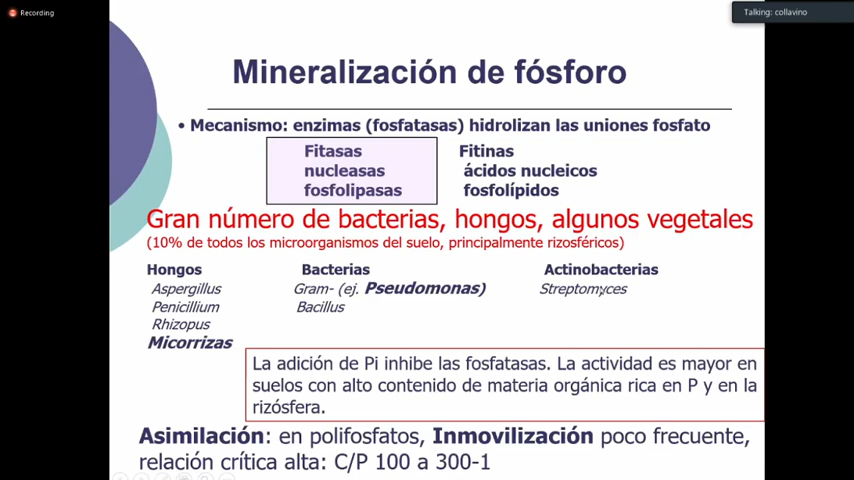 Recording
Talking: collavino
Mineralización de fósforo
• Mecanismo: enzimas (fosfatasas) hidrolizan las uniones fosfato
Fitasas Fitinas
nucleasas ácidos nucleicos
fosfolipasas fosfolípidos
Gran número de bacterias, hongos, algunos vegetales
(10% de todos los microorganismos del suelo, principalmente rizosféricos)
Hongos Bacterias Actinobacterias
Aspergillus Gram- (ej. Pseudomonas) Streptomyces
Penicillium Bacillus
Rhizopus
Micorrizas
La adición de Pi inhibe las fosfatasas. La actividad es mayor en
suelos con alto contenido de materia orgánica rica en P y en la
rizósfera.
Asimilación: en polifosfatos, Inmovilización poco frecuente,
relación crítica alta: C/P 100 a 300-1